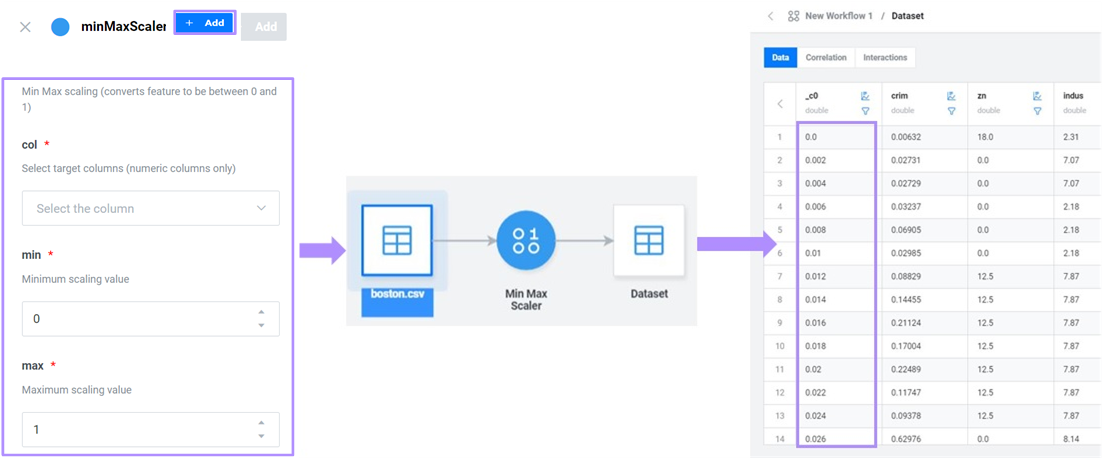 minMaxScaler
+ Add
Add
Min Max scaling (converts feature to be between 0 and
1)
col *
Select target columns (numeric columns only)
Select the column
min *
Minimum scaling value
0
max *
Maximum scaling value
1
boston.csv
Min Max
Scaler
Dataset
New Workflow 1 / Dataset
Data Correlation Interactions
_c0 crim zn indus
double double double double
1 0.0 0.00632 18.0 2.31
2 0.002 0.02731 0.0 7.07
3 0.004 0.02729 0.0 7.07
4 0.006 0.03237 0.0 2.18
5 0.008 0.06905 0.0 2.18
6 0.01 0.02985 0.0 2.18
7 0.012 0.08829 12.5 7.87
8 0.014 0.14455 12.5 7.87
9 0.016 0.21124 12.5 7.87
10 0.018 0.17004 12.5 7.87
11 0.02 0.22489 12.5 7.87
12 0.022 0.11747 12.5 7.87
13 0.024 0.09378 12.5 7.87
14 0.026 0.62976 0.0 8.14